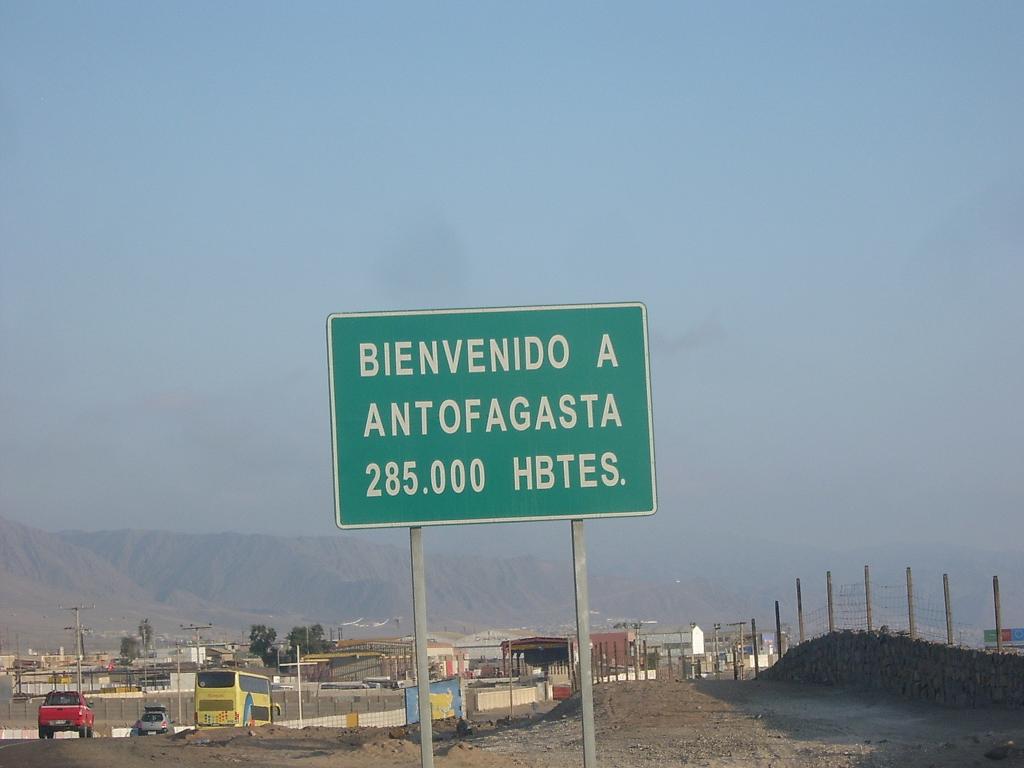 BIENVENIDO A
ANTOFAGASTA
285.000 HBTES.